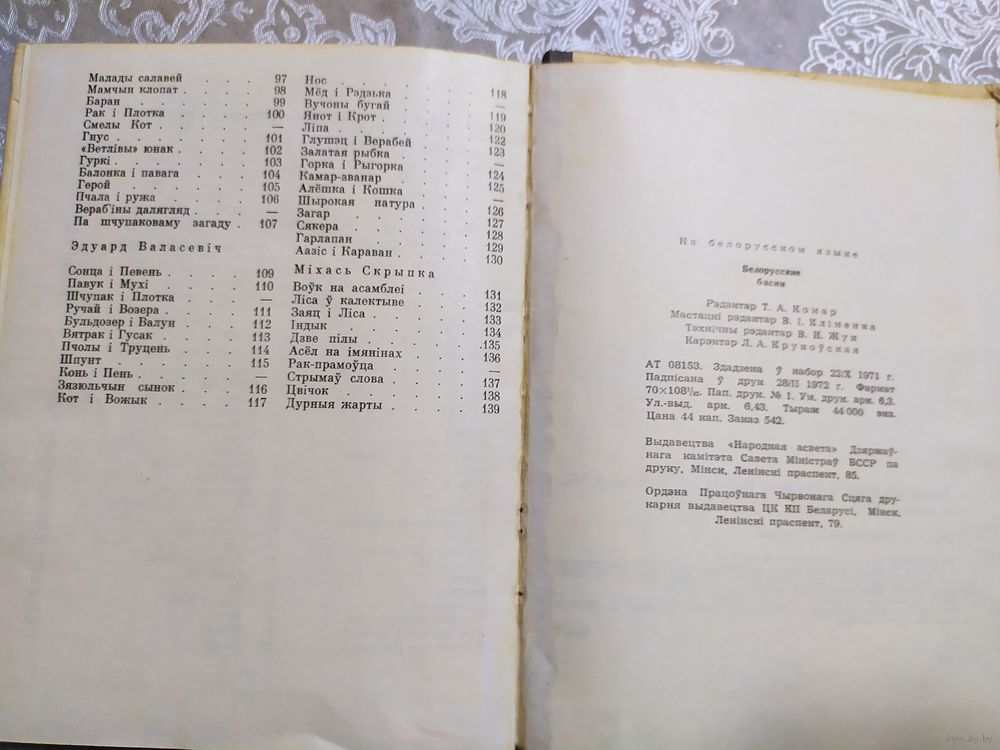 Малады салавей . . . 97
Мамчын клопат . . . . 98
Баран . . . . . 99
Рак і Плотка . . . . 100
Смелы Кот . . . . —
Гнус . . . . . . 101
«Ветлівы» юнак . . . . 102
Гуркі . . . . . . 103
Балонка і павага . . . 104
Герой . . . . . 105
Пчала і ружа . . . . 106
Вераб'іны далягляд . . . —
Па шчупаковаму загаду . . 107
Эдуард Валасевіч
Сонца і Певень . . . . 109
Павук і Мухі . . . . 110
Шчупак і Плотка . . . —
Ручай і Возера . . . . 111
Бульдозер і Валун . . . 112
Вятрак і Гусак . . . . 113
Пчолы і Труцень . . . . 114
Шпунт . . . . . 115
Конь і Пень . . . . . —
Зязюльчын сынок . . . 116
Кот і Вожык . . . . 117
Нос . . . . .
Мёд і Рэдзька . . . . 118
Вучоны бугай . . . . —
Янот і Крот . . . . . 119
Ліпа . . . . . 120
Глушэц і Верабей . . . 122
Залатая рыбка . . . . 123
Горка і Рыгорка . . . —
Камар-званар . . . . 124
Алёшка і Кошка . . . 125
Шырокая натура . . . —
Загар . . . . . 126
Сякера . . . . . 127
Гарлапан . . . . 128
Аазіс і Караван . . . . 129
130
Міхась Скрыпка
Воўк на асамблеі . . . 131
Ліса ў калектыве . . . 132
Заяц і Ліса . . . . . 133
Індык . . . . . 134
Дзве пілы . . . . . 135
Асёл на імянінах . . . 136
Рак-прамоўца . . . . —
Стрымаў слова . . . . 137
Цвічок . . . . . 138
Дурныя жарты . . . . 139
На белорусском языке
Белорусские
басни
Рэдактар Т. А. Комар
Мастацкі рэдактар В. І. Кліменка
Тэхнічны рэдактар В. Н. Жук
Карэктар Л. А. Крукоўская
АТ 08153. Здадзена ў набор 22/X 1971 г.
Падпісана ў друк 28/II 1972 г. Фармат
70×108¹/₃₂. Пап. друк. № 1. Ум. друк. арк. 6,3.
Ул.-выд. арк. 6,43. Тыраж 44 000 экз.
Цана 44 кап. Заказ 542.
Выдавецтва «Народная асвета» Дзяржаў-
нага камітэта Савета Міністраў БССР па
друку, Мінск, Ленінскі праспект, 85.
Ордэна Працоўнага Чырвонага Сцяга дру-
карня выдавецтва ЦК КП Беларусі, Мінск,
Ленінскі праспект, 79.
www.ay.by